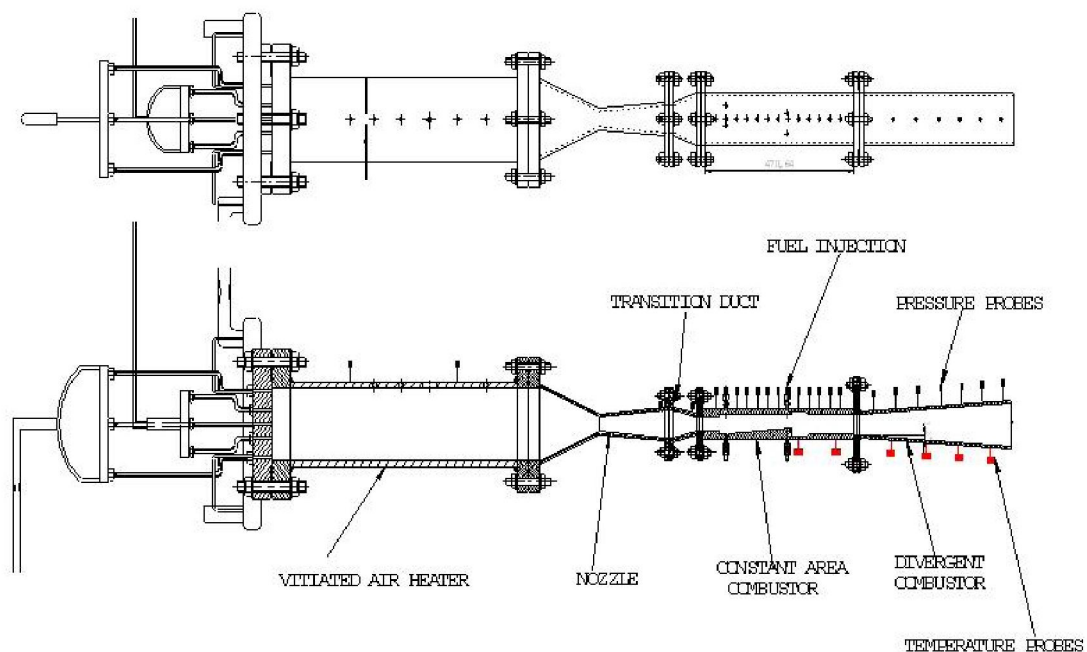 FUEL INJECTION
TRANSITION DUCT
PRESSURE PROBES
VITIATED AIR HEATER
NOZZLE
CONSTANT AREA
COMBUSTOR
DIVERGENT
COMBUSTOR
TEMPERATURE PROBES